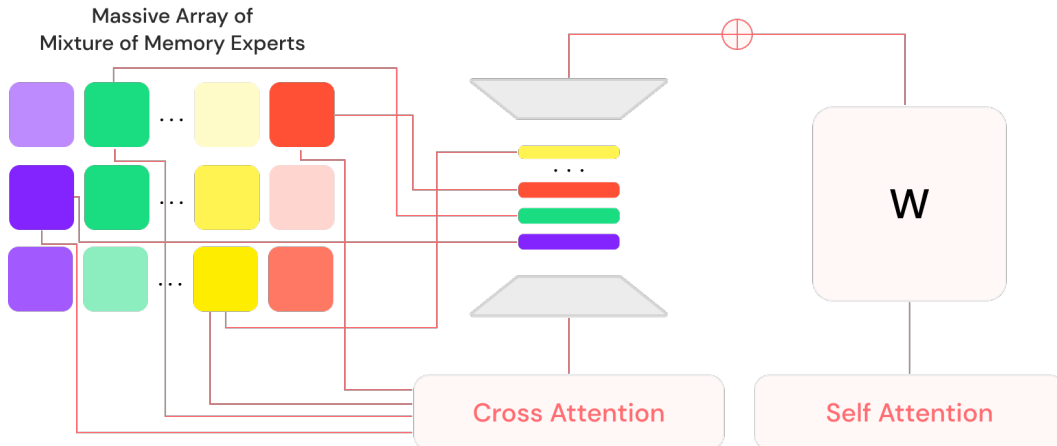 Massive Array of
Mixture of Memory Experts
...
...
...
...
W
Cross Attention
Self Attention